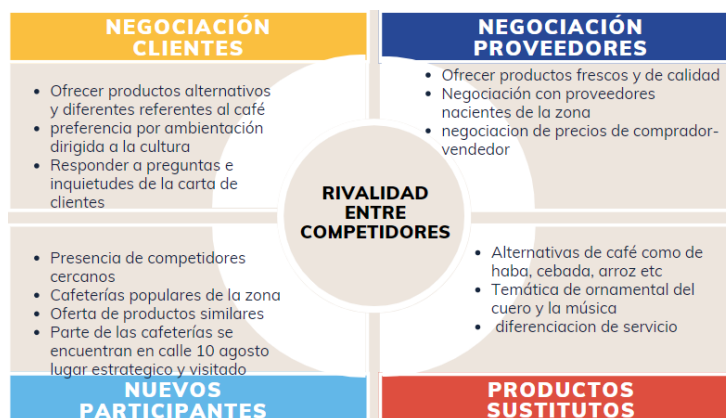 NEGOCIACIÓN
CLIENTES
• Ofrecer productos alternativos
y diferentes referentes al café
• preferencia por ambientación
dirigida a la cultura
• Responder a preguntas e
inquietudes de la carta de
clientes
NEGOCIACIÓN
PROVEEDORES
• Ofrecer productos frescos y de calidad
• Negociación con proveedores
nacientes de la zona
• negociacion de precios de comprador-
vendedor
RIVALIDAD
ENTRE
COMPETIDORES
• Presencia de competidores
cercanos
• Cafeterías populares de la zona
• Oferta de productos similares
• Parte de las cafeterías se
encuentran en calle 10 agosto
lugar estrategico y visitado
NUEVOS
PARTICIPANTES
• Alternativas de café como de
haba, cebada, arroz etc
• Temática de ornamental del
cuero y la música
• diferenciacion de servicio
PRODUCTOS
SUSTITUTOS